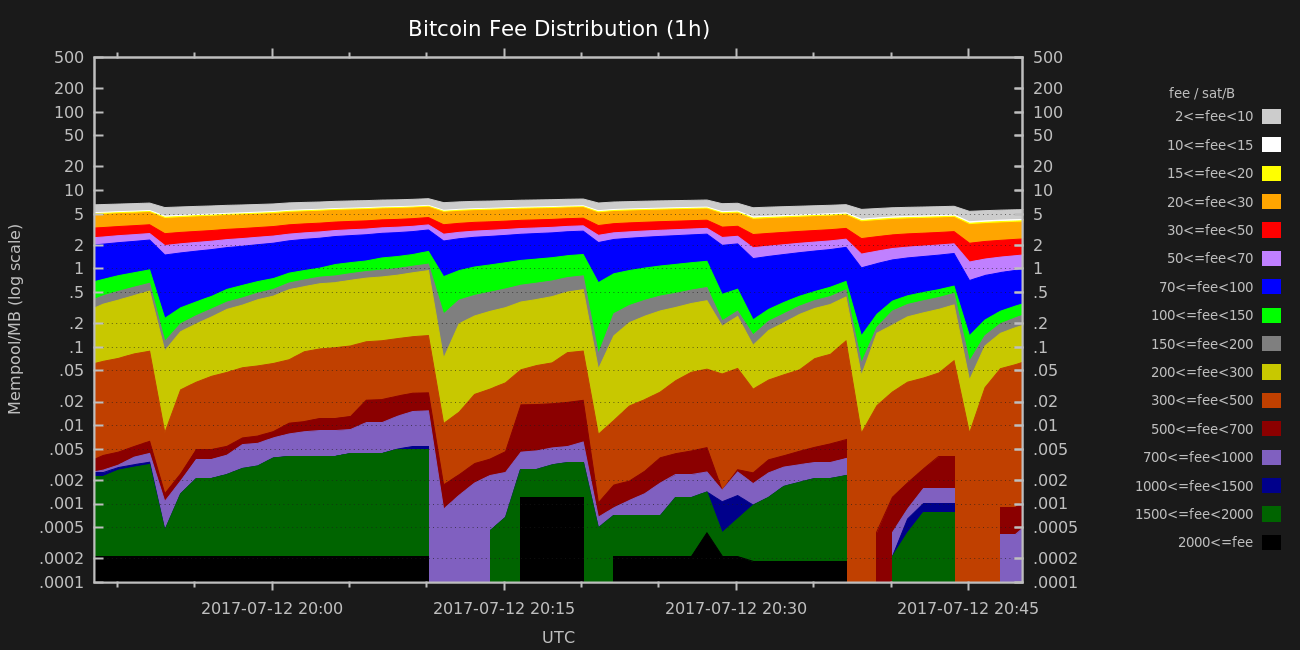 Bitcoin Fee Distribution (1h)
Mempool/MB (log scale)
500
200
100
50
20
10
5
2
1
.5
.2
.1
.05
.02
.01
.005
.002
.001
.0005
.0002
.0001
500
200
100
50
20
10
5
2
1
.5
.2
.1
.05
.02
.01
.005
.002
.001
.0005
.0002
.0001
2017-07-12 20:00
2017-07-12 20:15
2017-07-12 20:30
2017-07-12 20:45
UTC
fee / sat/B
2<=fee<10
10<=fee<15
15<=fee<20
20<=fee<30
30<=fee<50
50<=fee<70
70<=fee<100
100<=fee<150
150<=fee<200
200<=fee<300
300<=fee<500
500<=fee<700
700<=fee<1000
1000<=fee<1500
1500<=fee<2000
2000<=fee